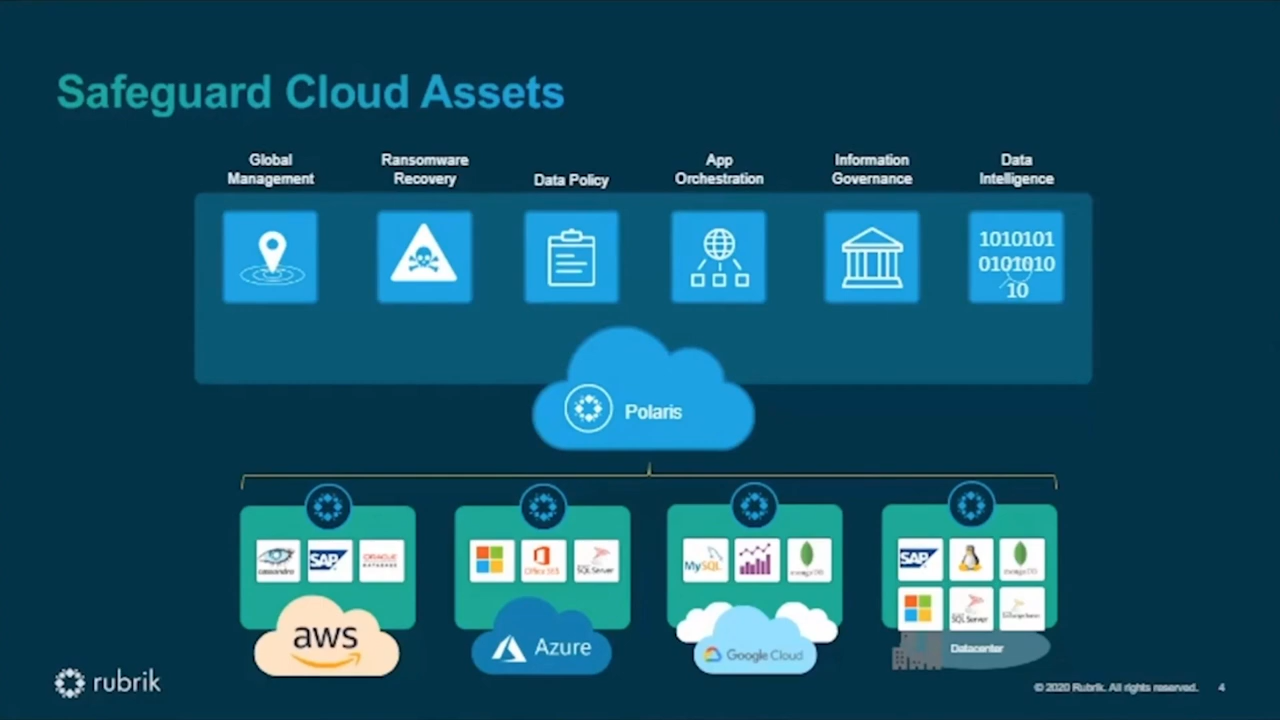 Safeguard Cloud Assets
Global
Management
Ransomware
Recovery
Data Policy
App
Orchestration
Information
Governance
Data
Intelligence
1010101
0101010
10
Polaris
cassandra
SAP
ORACLE
DATABASE
Office 365
SQL Server
MySQL
mongoDB
SAP
mongoDB
SQL Server
aws
Azure
Google Cloud
Datacenter
rubrik
© 2020 Rubrik. All rights reserved.
4